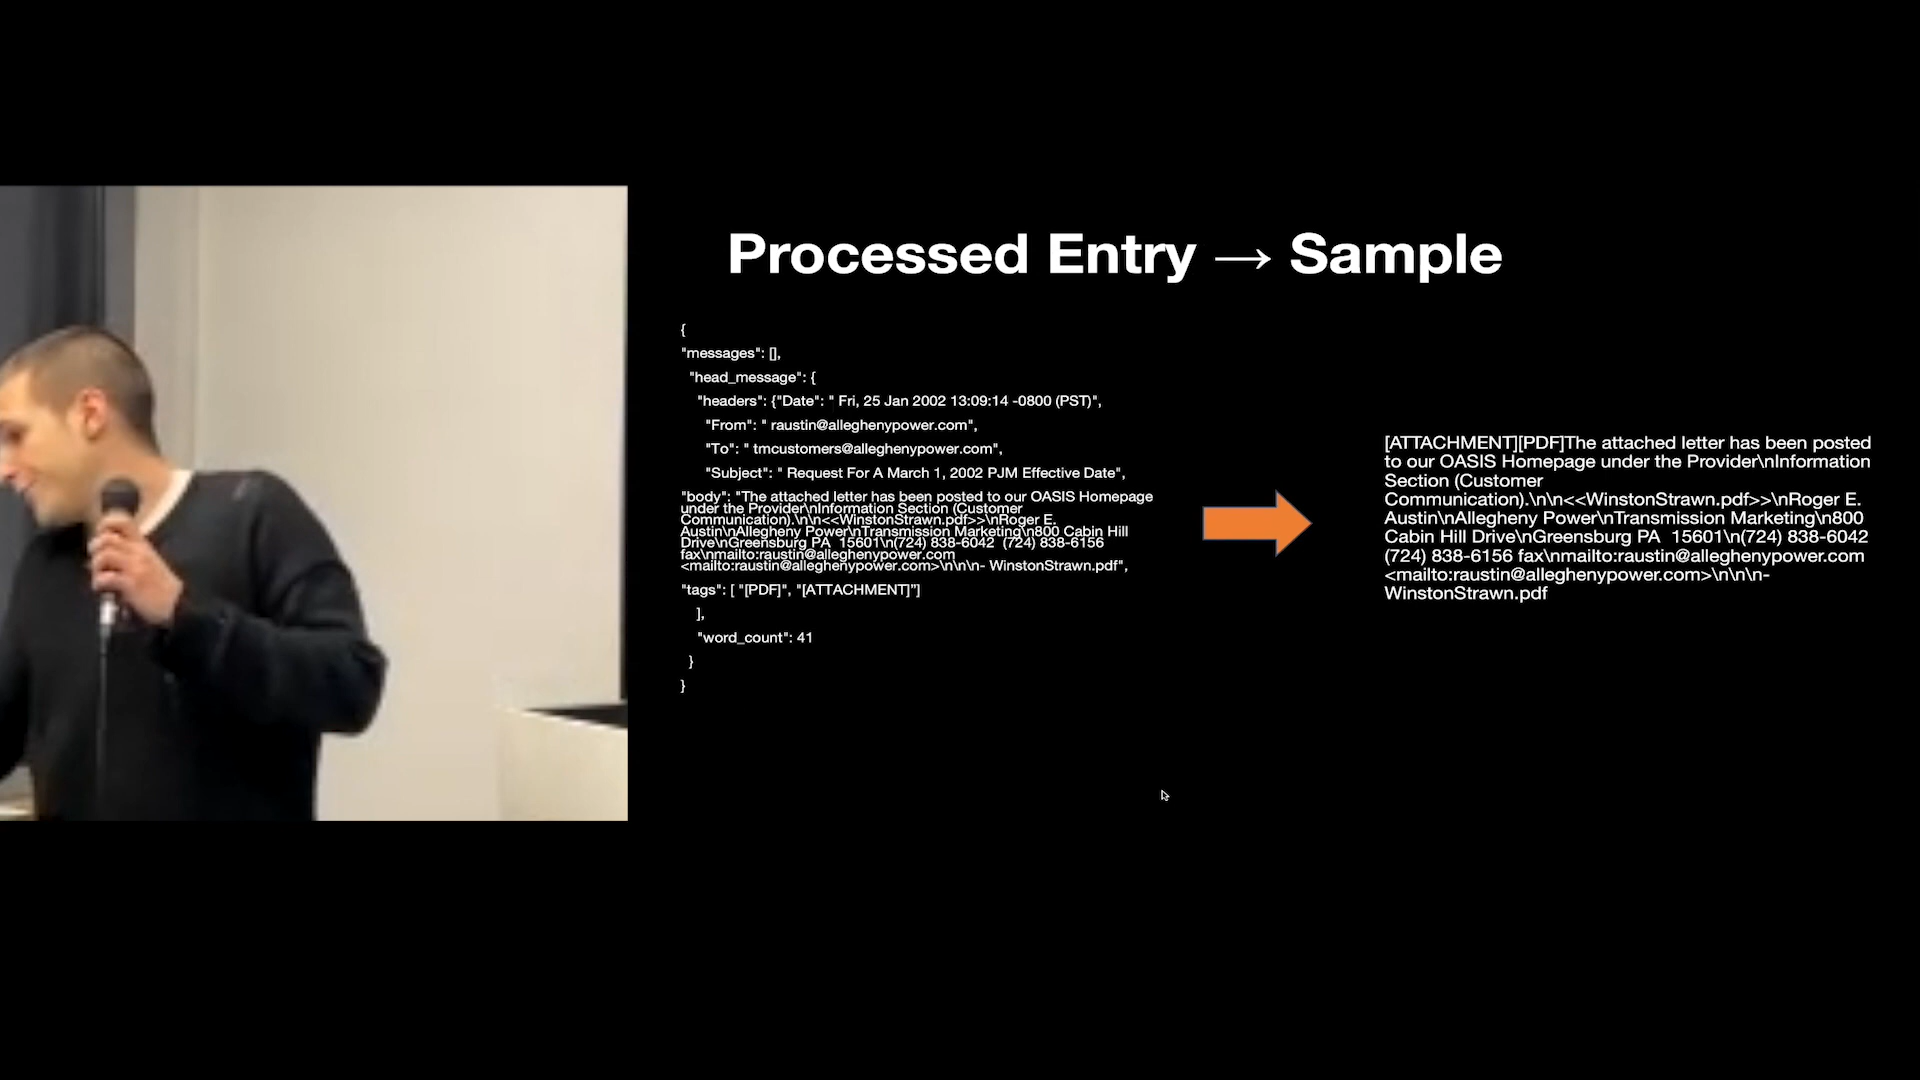 Processed Entry → Sample
{
"messages": [],
"head_message": {
"headers": {"Date": " Fri, 25 Jan 2002 13:09:14 -0800 (PST)",
"From": " raustin@alleghenypower.com",
"To": " tmcustomers@alleghenypower.com",
"Subject": " Request For A March 1, 2002 PJM Effective Date",
"body": "The attached letter has been posted to our OASIS Homepage
under the Provider\nInformation Section (Customer
Communication).\n\n<<WinstonStrawn.pdf>>\nRoger E.
Austin\nAllegheny Power\nTransmission Marketing\n800 Cabin Hill
Drive\nGreensburg PA  15601\n(724) 838-6042  (724) 838-6156
fax\nmailto:raustin@alleghenypower.com
<mailto:raustin@alleghenypower.com>\n\n\n- WinstonStrawn.pdf",
"tags": [ "[PDF]", "[ATTACHMENT]"]
],
"word_count": 41
}
}
[ATTACHMENT][PDF]The attached letter has been posted
to our OASIS Homepage under the Provider\nInformation
Section (Customer
Communication).\n\n<<WinstonStrawn.pdf>>\nRoger E.
Austin\nAllegheny Power\nTransmission Marketing\n800
Cabin Hill Drive\nGreensburg PA  15601\n(724) 838-6042
(724) 838-6156 fax\nmailto:raustin@alleghenypower.com
<mailto:raustin@alleghenypower.com>\n\n\n-
WinstonStrawn.pdf